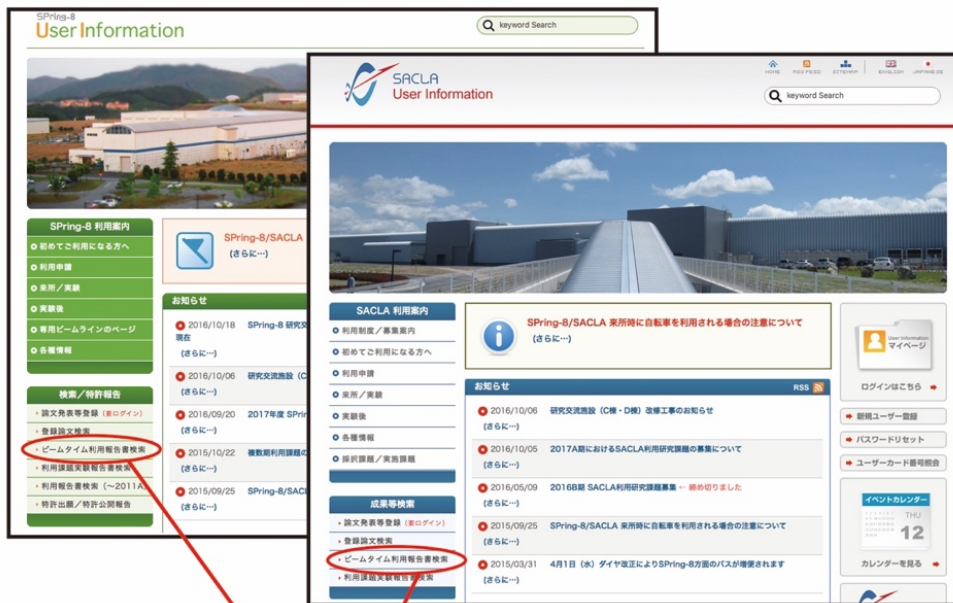 SPring-8
User Information
keyword Search
SPring-8 利用案内
初めてご利用になる方へ
利用申請
来所／実験
実験後
専用ビームラインのページ
各種情報
検索／特許報告
論文発表等登録（要ログイン）
登録論文検索
ビームタイム利用報告書検索
利用課題実験報告書検索
利用報告書検索（～2011A）
特許出願／特許公開報告
SPring-8/SACLA
(さらに…)
お知らせ
2016/10/18 SPring-8 研究交
現在
(さらに…)
2016/10/06 研究交流施設（C
(さらに…)
2016/09/20 2017年度 SPrin
(さらに…)
2015/10/22 複数期利用課題の
(さらに…)
2015/09/25 SPring-8/SACL
(さらに…)
SACLA
User Information
HOME RSS FEED SITEMAP ENGLISH JAPANESE
keyword Search
SACLA 利用案内
利用制度／募集案内
初めてご利用になる方へ
利用申請
来所／実験
実験後
各種情報
採択課題／実施課題
成果等検索
論文発表等登録（要ログイン）
登録論文検索
ビームタイム利用報告書検索
利用課題実験報告書検索
SPring-8/SACLA 来所時に自転車を利用される場合の注意について
(さらに…)
お知らせ RSS
2016/10/06 研究交流施設（C棟・D棟）改修工事のお知らせ
(さらに…)
2016/10/05 2017A期におけるSACLA利用研究課題の募集について
(さらに…)
2016/05/09 2016B期 SACLA利用研究課題募集 ← 締め切りました
(さらに…)
2015/09/25 SPring-8/SACLA 来所時に自転車を利用される場合の注意について
(さらに…)
2015/03/31 4月1日（水）ダイヤ改正によりSPring-8方面のバスが増便されます
(さらに…)
User Information
マイページ
ログインはこちら
新規ユーザー登録
パスワードリセット
ユーザーカード番号照会
イベントカレンダー
THU
12
カレンダーを見る